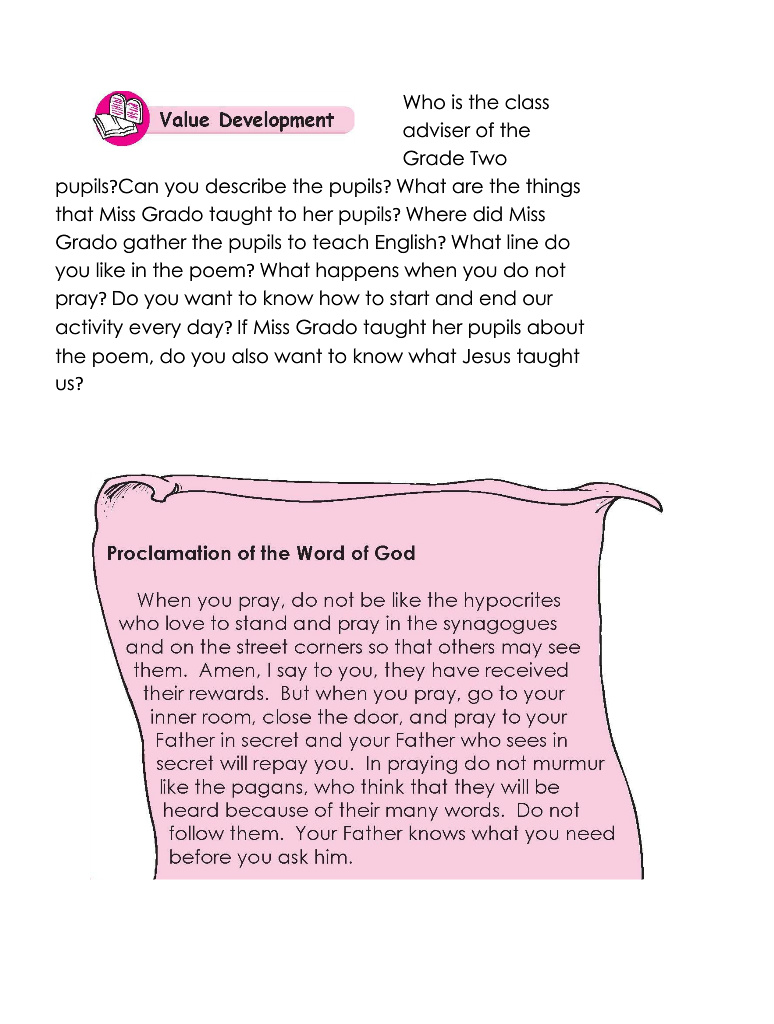 Value Development
Who is the class
adviser of the
Grade Two
pupils?Can you describe the pupils? What are the things
that Miss Grado taught to her pupils? Where did Miss
Grado gather the pupils to teach English? What line do
you like in the poem? What happens when you do not
pray? Do you want to know how to start and end our
activity every day? If Miss Grado taught her pupils about
the poem, do you also want to know what Jesus taught
us?
Proclamation of the Word of God
When you pray, do not be like the hypocrites
who love to stand and pray in the synagogues
and on the street corners so that others may see
them. Amen, I say to you, they have received
their rewards. But when you pray, go to your
inner room, close the door, and pray to your
Father in secret and your Father who sees in
secret will repay you. In praying do not murmur
like the pagans, who think that they will be
heard because of their many words. Do not
follow them. Your Father knows what you need
before you ask him.